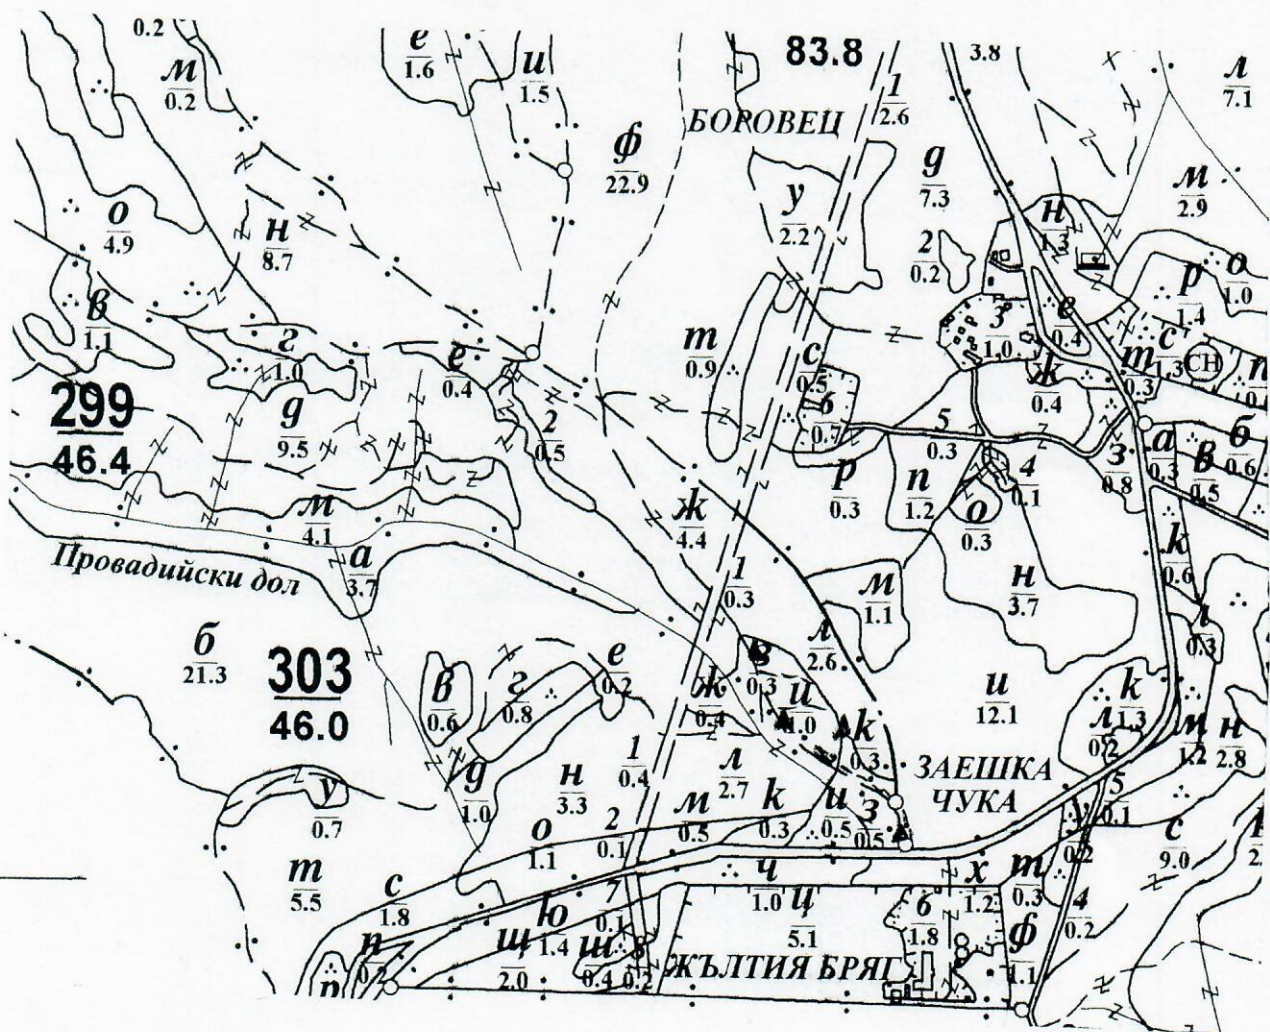 0.2
м
0.2
е
1.6
и
1.5
83.8
3.8
л
7.1
1
2.6
БОРОВЕЦ
ф
22.9
д
7.3
м
2.9
у
2.2
н
1.3
о
4.9
н
8.7
2
0.2
р
1.4
о
1.0
в
1.1
г
1.0
е
0.4
т
0.9
с
0.5
3
1.0
е
0.4
ж
0.4
т
0.3
с
1.3
СН
п
299
46.4
д
9.5
2
0.5
6
0.7
5
0.3
4
0.1
з
0.8
а
0.3
в
0.5
б
0.6
р
0.3
п
1.2
о
0.3
м
4.1
ж
4.4
к
0.6
Провадийски дол
а
3.7
1
0.3
м
1.1
н
3.7
б
21.3
303
46.0
л
2.6
л
0.3
в
0.6
г
0.8
е
0.2
ж
0.4
в
0.3
и
1.0
и
12.1
к
1.3
л
0.2
м
1.2
н
2.8
к
0.3
ЗАЕШКА
ЧУКА
у
0.7
д
1.0
н
3.3
1
0.4
л
2.7
5
0.1
о
1.1
2
0.1
м
0.5
к
0.3
и
0.5
з
0.5
0.2
с
9.0
т
5.5
с
1.8
7
0.1
ч
1.0
х
1.2
т
0.3
4
0.2
п
0.2
р
ю
1.4
щ
2.0
ш
0.4
8
0.2
ц
5.1
6
1.8
ф
1.1
ЖЪЛТИЯ БРЯГ